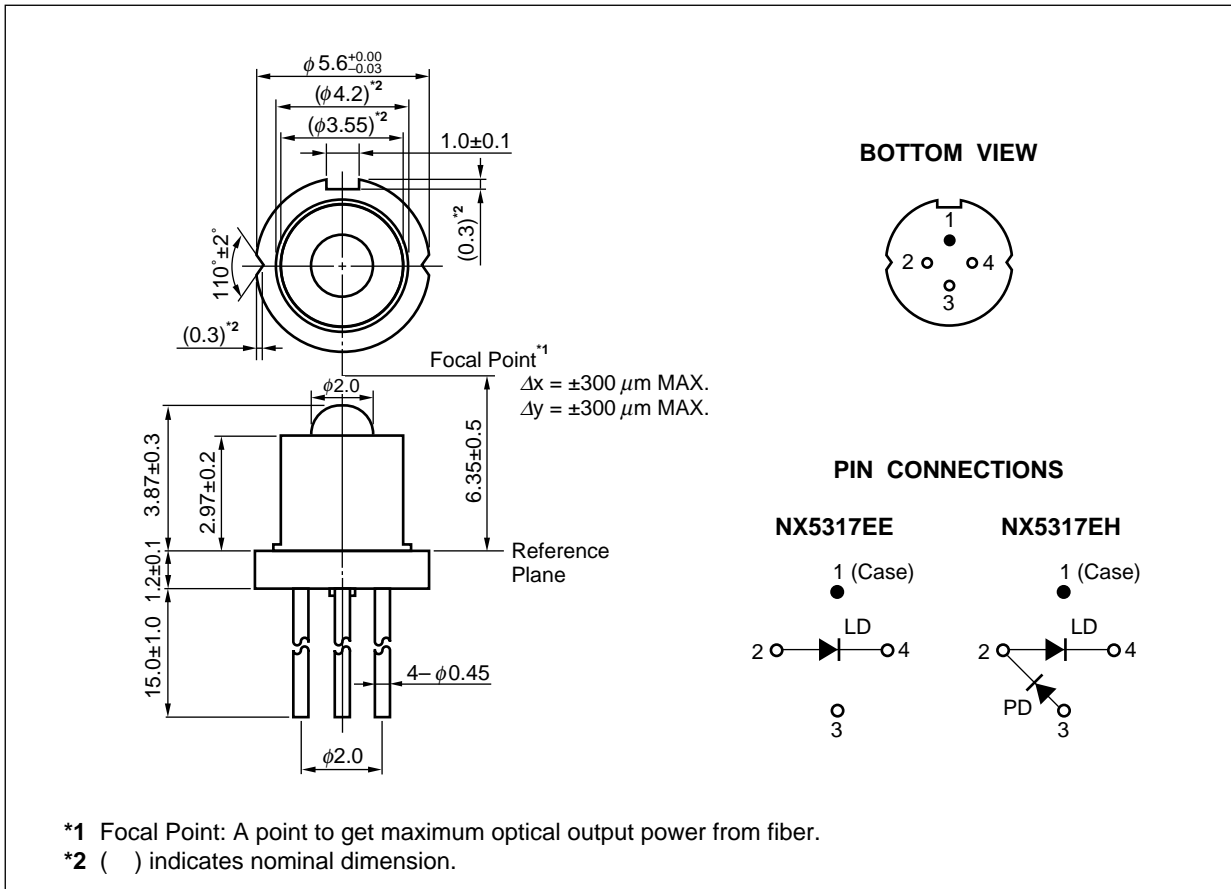 ϕ 5.6 +0.00 –0.03
(ϕ4.2)*2
(ϕ3.55)*2
1.0±0.1
(0.3)*2
110°±2°
(0.3)*2
Focal Point*1
Δx = ±300 μm MAX.
Δy = ±300 μm MAX.
ϕ2.0
3.87±0.3
2.97±0.2
6.35±0.5
1.2±0.1
Reference
Plane
15.0±1.0
4– ϕ0.45
ϕ2.0
BOTTOM VIEW
1
2
4
3
PIN CONNECTIONS
NX5317EE
1 (Case)
LD
2
4
3
NX5317EH
1 (Case)
LD
2
4
PD
3
*1 Focal Point: A point to get maximum optical output power from fiber.
*2 ( ) indicates nominal dimension.